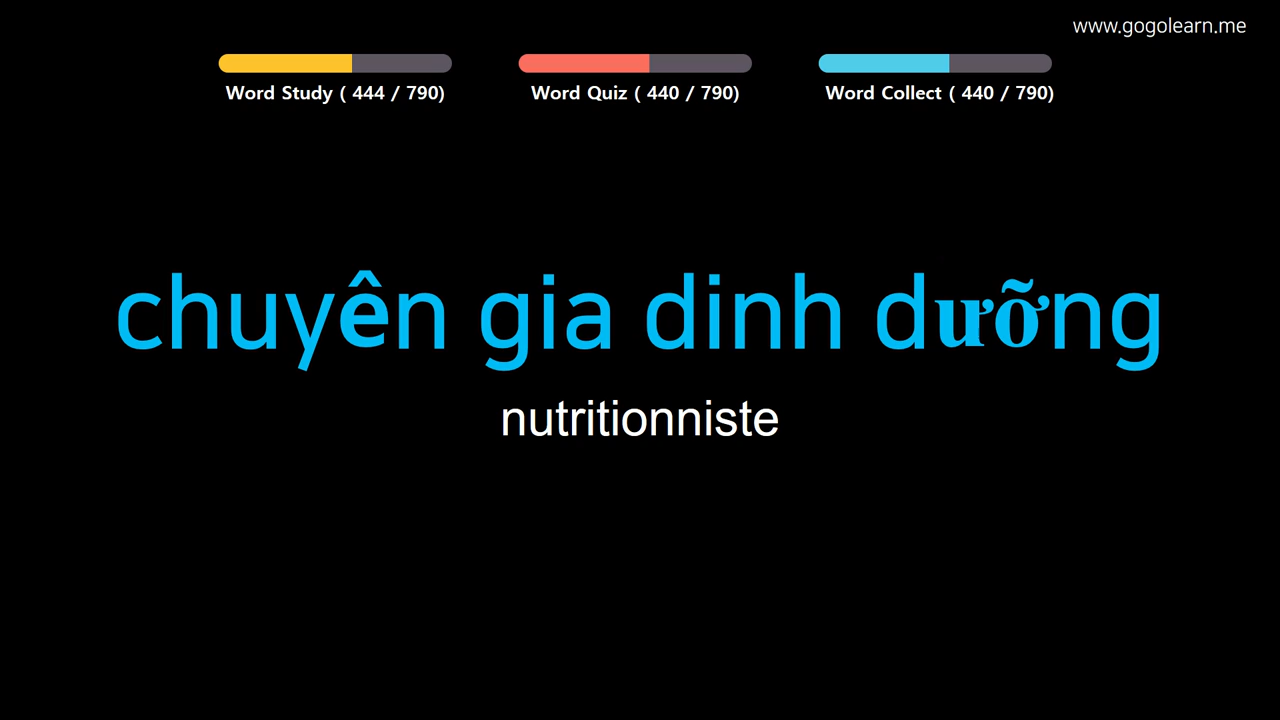 www.gogolearn.me
Word Study ( 444 / 790)
Word Quiz ( 440 / 790)
Word Collect ( 440 / 790)
chuyên gia dinh dưỡng
nutritionniste